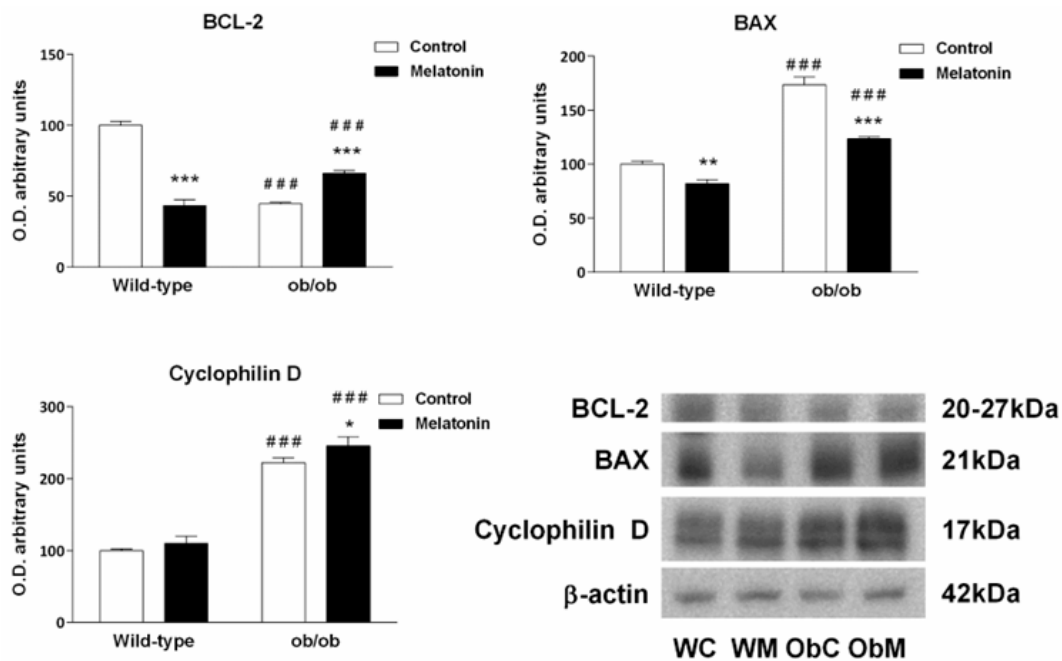 BCL-2
O.D. arbitrary units
100
75
50
25
0
Control
Melatonin
***
###
###
***
Wild-type
ob/ob
BAX
O.D. arbitrary units
200
150
100
50
0
Control
Melatonin
**
###
###
***
Wild-type
ob/ob
Cyclophilin D
O.D. arbitrary units
300
200
100
0
Control
Melatonin
###
###
*
Wild-type
ob/ob
BCL-2 20-27kDa
BAX 21kDa
Cyclophilin D 17kDa
β-actin 42kDa
WC WM ObC ObM